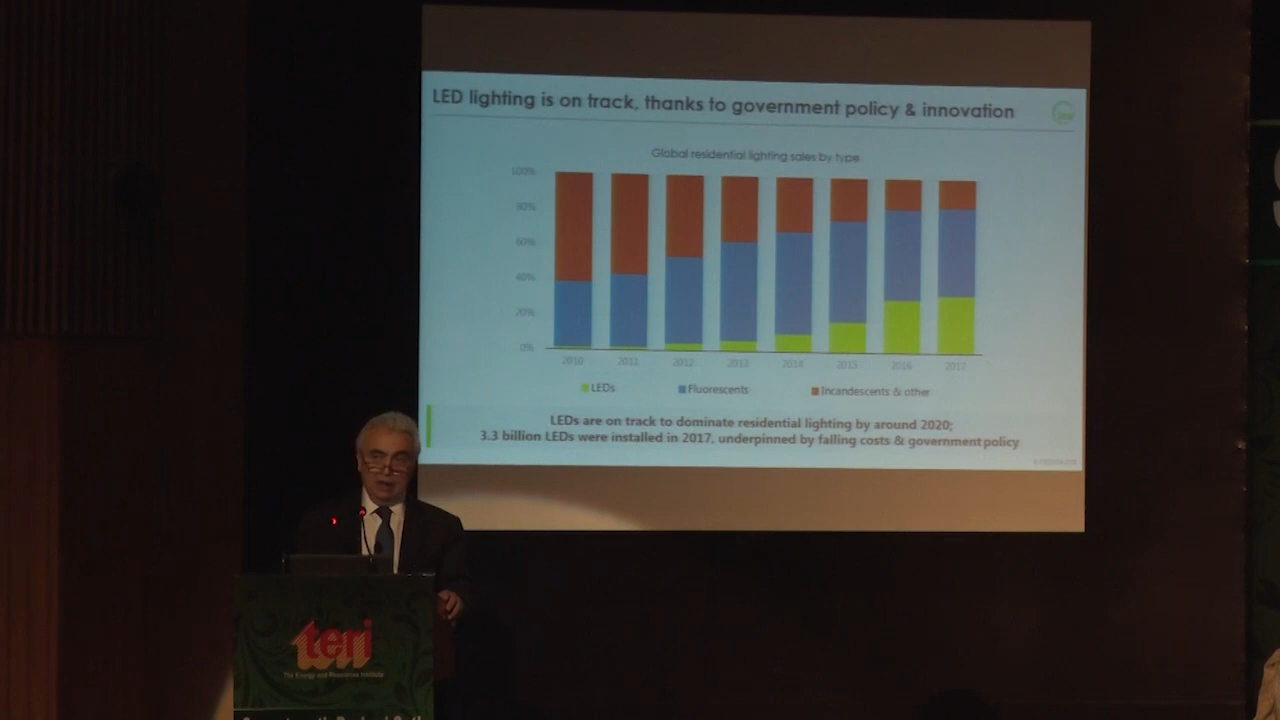 LED lighting is on track, thanks to government policy & innovation
iea
Global residential lighting sales by type
100%
80%
60%
40%
20%
0%
2010 2011 2012 2013 2014 2015 2016 2017
LEDs Fluorescents Incandescents & other
LEDs are on track to dominate residential lighting by around 2020;
3.3 billion LEDs were installed in 2017, underpinned by falling costs & government policy
teri
The Energy and Resources Institute